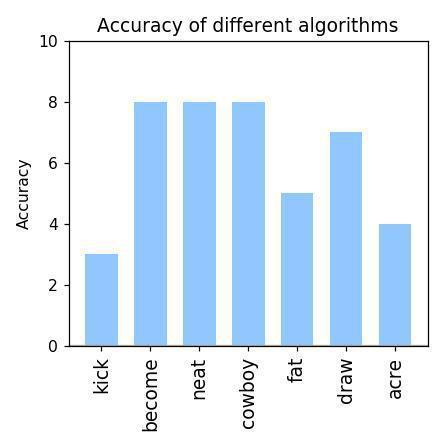 Accuracy of different algorithms
10
8
6
4
2
0
Accuracy
kick
become
neat
cowboy
fat
draw
acre